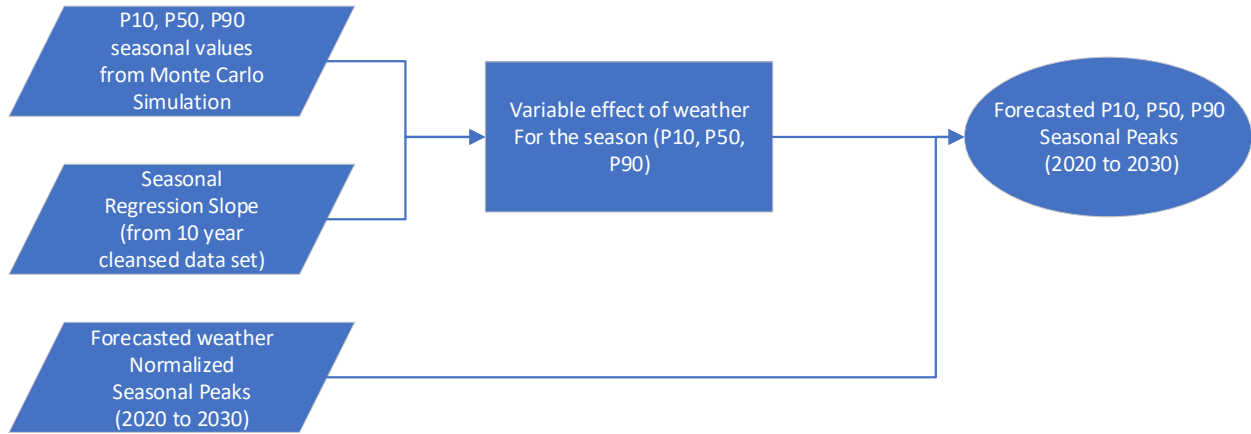 P10, P50, P90
seasonal values
from Monte Carlo
Simulation
Seasonal
Regression Slope
(from 10 year
cleansed data set)
Forecasted weather
Normalized
Seasonal Peaks
(2020 to 2030)
Variable effect of weather
For the season (P10, P50,
P90)
Forecasted P10, P50, P90
Seasonal Peaks
(2020 to 2030)